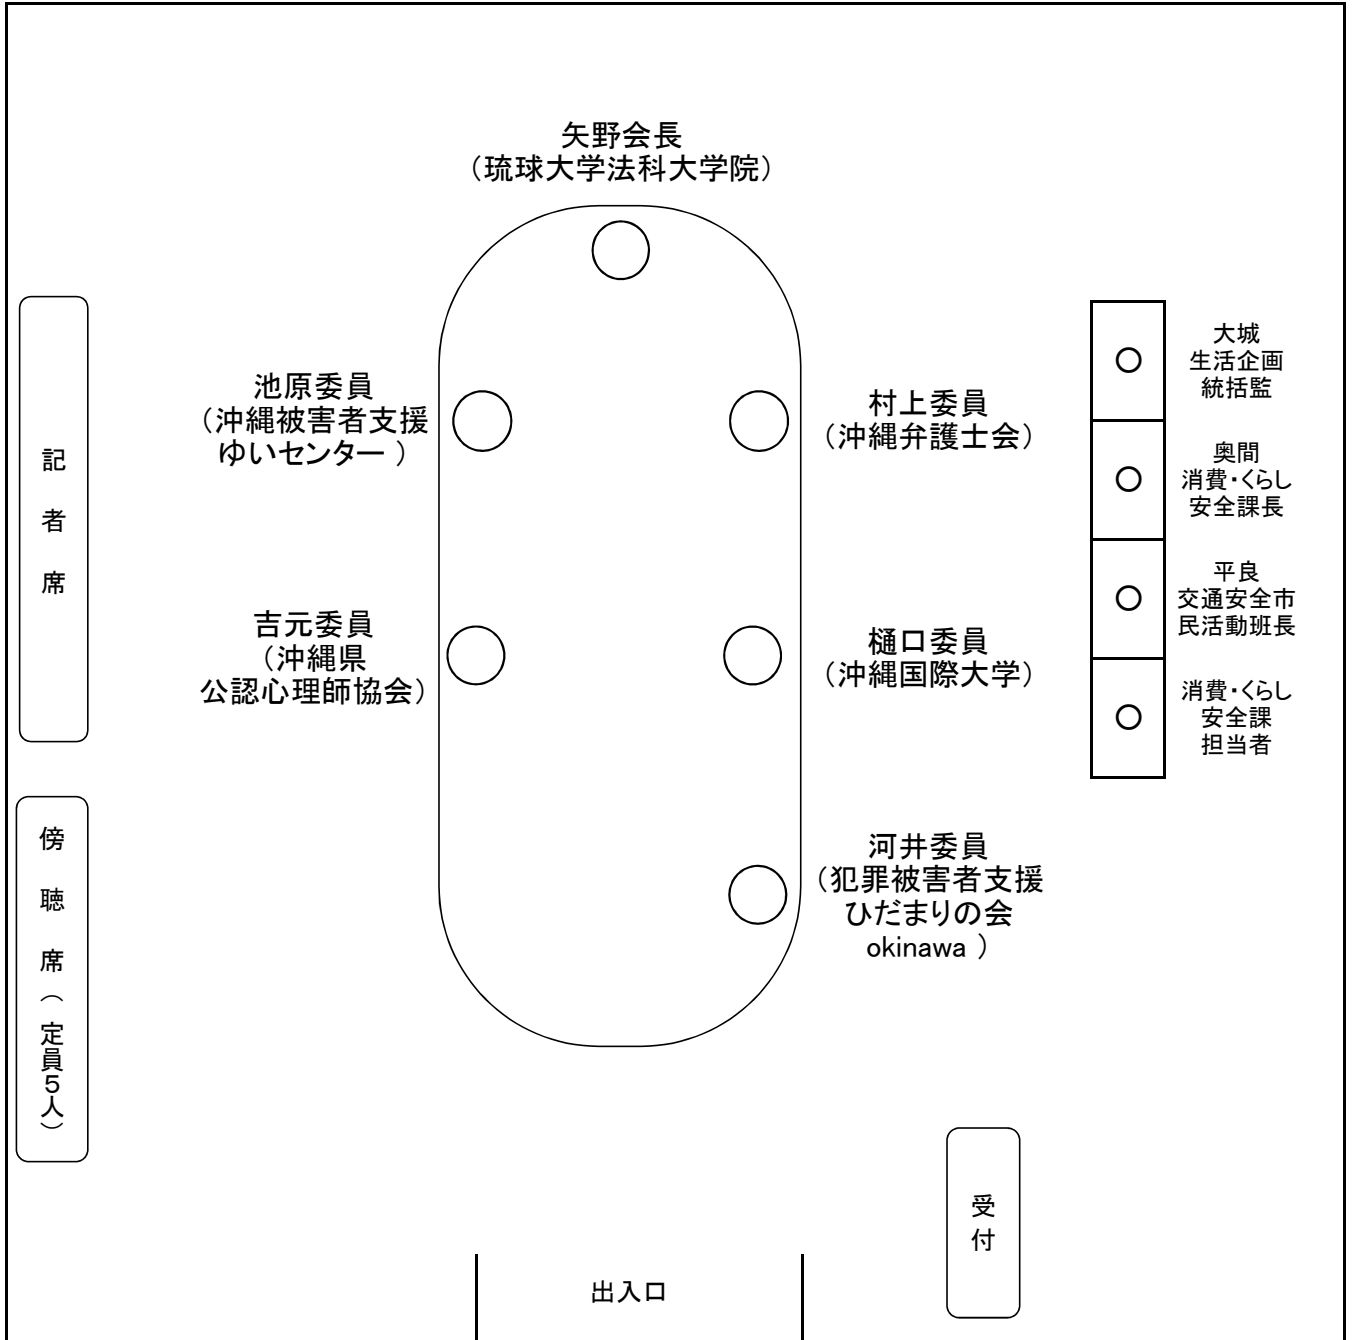 矢野会長
（琉球大学法科大学院）
池原委員
（沖縄被害者支援
ゆいセンター ）
村上委員
（沖縄弁護士会）
吉元委員
（沖縄県
公認心理師協会）
樋口委員
（沖縄国際大学）
河井委員
（犯罪被害者支援
ひだまりの会
okinawa ）
大城
生活企画
統括監
奥間
消費・くらし
安全課長
平良
交通安全市
民活動班長
消費・くらし
安全課
担当者
記者席
傍聴席（定員５人）
受付
出入口